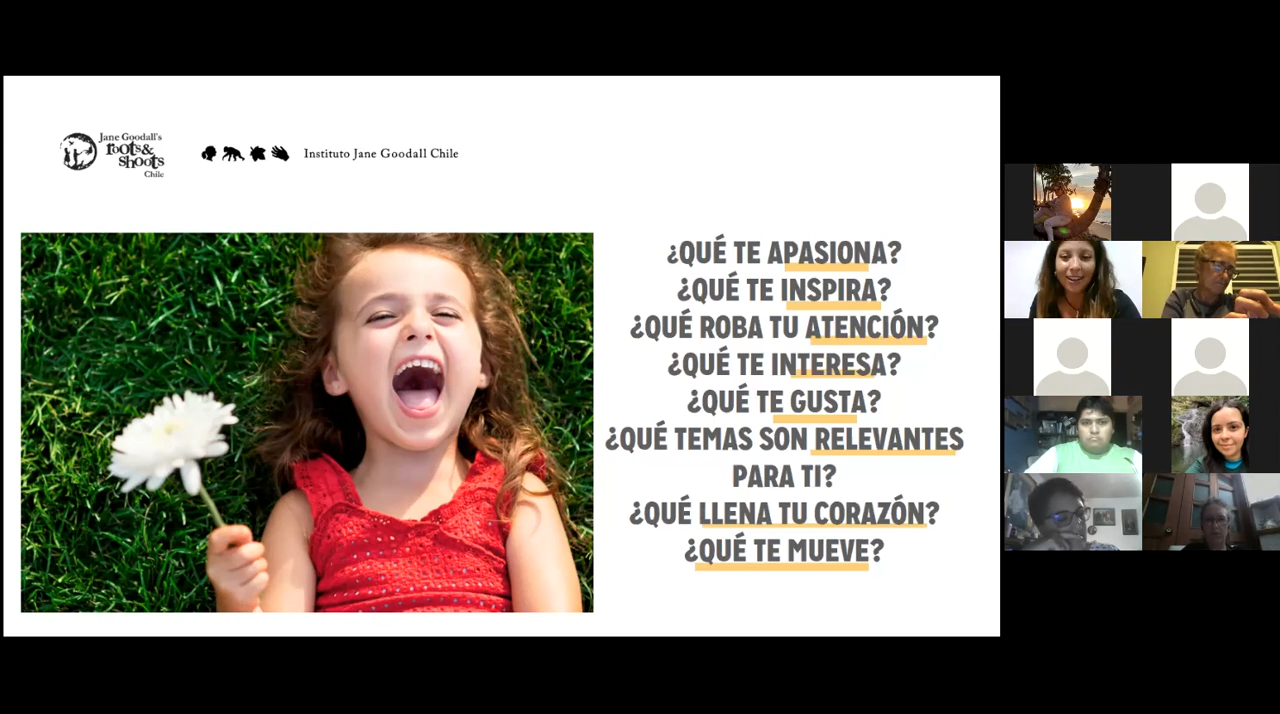 Jane Goodall's
roots&
shoots
Chile
Instituto Jane Goodall Chile
¿QUÉ TE APASIONA?
¿QUÉ TE INSPIRA?
¿QUÉ ROBA TU ATENCIÓN?
¿QUÉ TE INTERESA?
¿QUÉ TE GUSTA?
¿QUÉ TEMAS SON RELEVANTES
PARA TI?
¿QUÉ LLENA TU CORAZÓN?
¿QUÉ TE MUEVE?